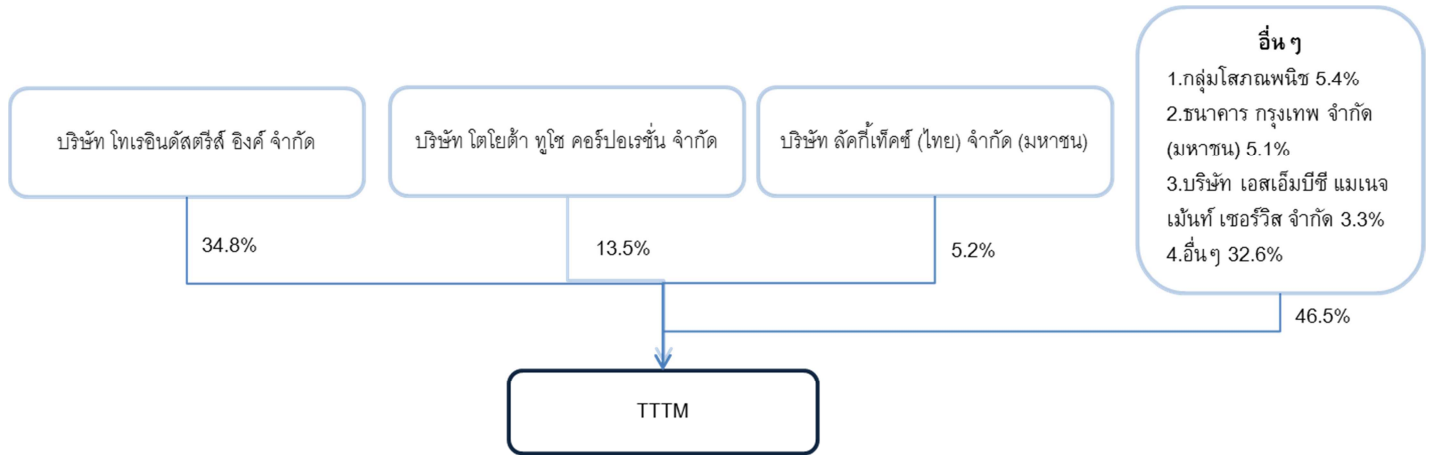 อื่น ๆ
1.กลุ่มโสภณพนิช 5.4%
2.ธนาคาร กรุงเทพ จำกัด
(มหาชน) 5.1%
3.บริษัท เอสเอ็มบีซี แมเนจ
เม้นท์ เซอร์วิส จำกัด 3.3%
4.อื่นๆ 32.6%
บริษัท โทเรอินดัสตรีส์ อิงค์ จำกัด
บริษัท โตโยต้า ทูโช คอร์ปอเรชั่น จำกัด
บริษัท ลัคกี้เท็คซ์ (ไทย) จำกัด (มหาชน)
34.8%
13.5%
5.2%
46.5%
TTTM